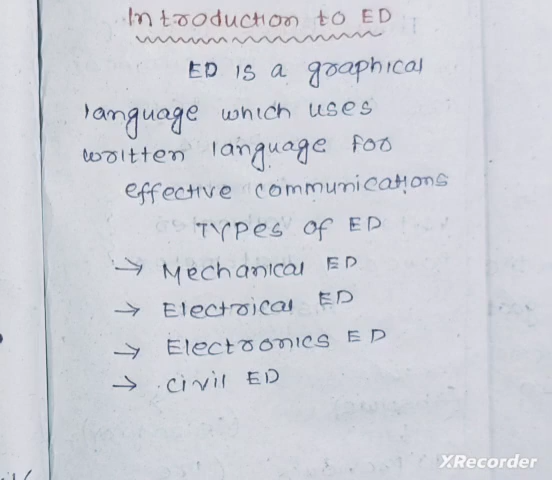 Introduction to ED
ED is a graphical
language which uses
written language for
effective communications
Types of ED
→ Mechanical ED
→ Electrical ED
→ Electronics ED
→ civil ED
XRecorder